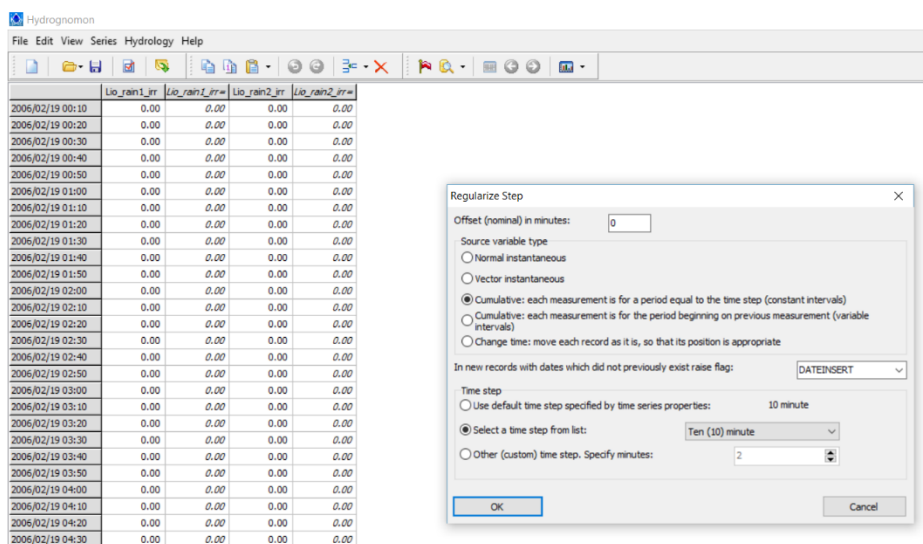 Hydrognomon
File Edit View Series Hydrology Help
Lio_rain1_irr Lio_rain1_irr= Lio_rain2_irr Lio_rain2_irr=
2006/02/19 00:10 0.00 0.00 0.00 0.00
2006/02/19 00:20 0.00 0.00 0.00 0.00
2006/02/19 00:30 0.00 0.00 0.00 0.00
2006/02/19 00:40 0.00 0.00 0.00 0.00
2006/02/19 00:50 0.00 0.00 0.00 0.00
2006/02/19 01:00 0.00 0.00 0.00 0.00
2006/02/19 01:10 0.00 0.00 0.00 0.00
2006/02/19 01:20 0.00 0.00 0.00 0.00
2006/02/19 01:30 0.00 0.00 0.00 0.00
2006/02/19 01:40 0.00 0.00 0.00 0.00
2006/02/19 01:50 0.00 0.00 0.00 0.00
2006/02/19 02:00 0.00 0.00 0.00 0.00
2006/02/19 02:10 0.00 0.00 0.00 0.00
2006/02/19 02:20 0.00 0.00 0.00 0.00
2006/02/19 02:30 0.00 0.00 0.00 0.00
2006/02/19 02:40 0.00 0.00 0.00 0.00
2006/02/19 02:50 0.00 0.00 0.00 0.00
2006/02/19 03:00 0.00 0.00 0.00 0.00
2006/02/19 03:10 0.00 0.00 0.00 0.00
2006/02/19 03:20 0.00 0.00 0.00 0.00
2006/02/19 03:30 0.00 0.00 0.00 0.00
2006/02/19 03:40 0.00 0.00 0.00 0.00
2006/02/19 03:50 0.00 0.00 0.00 0.00
2006/02/19 04:00 0.00 0.00 0.00 0.00
2006/02/19 04:10 0.00 0.00 0.00 0.00
2006/02/19 04:20 0.00 0.00 0.00 0.00
2006/02/19 04:30 0.00 0.00 0.00 0.00
Regularize Step
Offset (nominal) in minutes: 0
Source variable type
Normal instantaneous
Vector instantaneous
Cumulative: each measurement is for a period equal to the time step (constant intervals)
Cumulative: each measurement is for the period beginning on previous measurement (variable
intervals)
Change time: move each record as it is, so that its position is appropriate
In new records with dates which did not previously exist raise flag: DATEINSERT
Time step
Use default time step specified by time series properties: 10 minute
Select a time step from list: Ten (10) minute
Other (custom) time step. Specify minutes: 2
OK Cancel